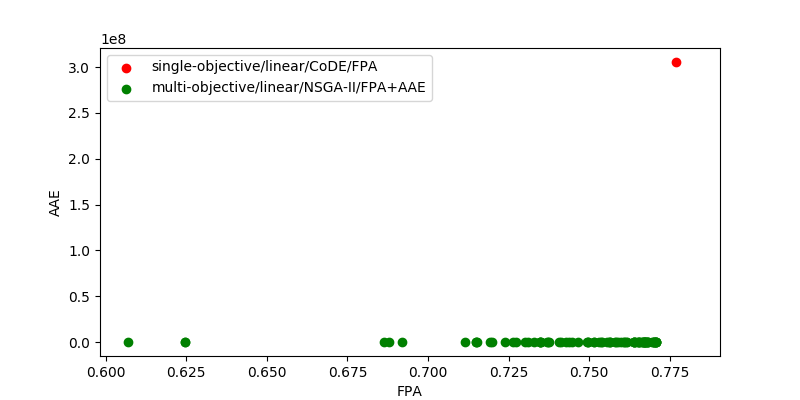 1e8
single-objective/linear/CoDE/FPA
multi-objective/linear/NSGA-II/FPA+AAE
3.0
2.5
2.0
1.5
1.0
0.5
0.0
AAE
0.600 0.625 0.650 0.675 0.700 0.725 0.750 0.775
FPA